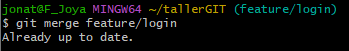 jonat@F_Joya MINGW64 ~/tallerGIT (feature/login)
$ git merge feature/login
Already up to date.